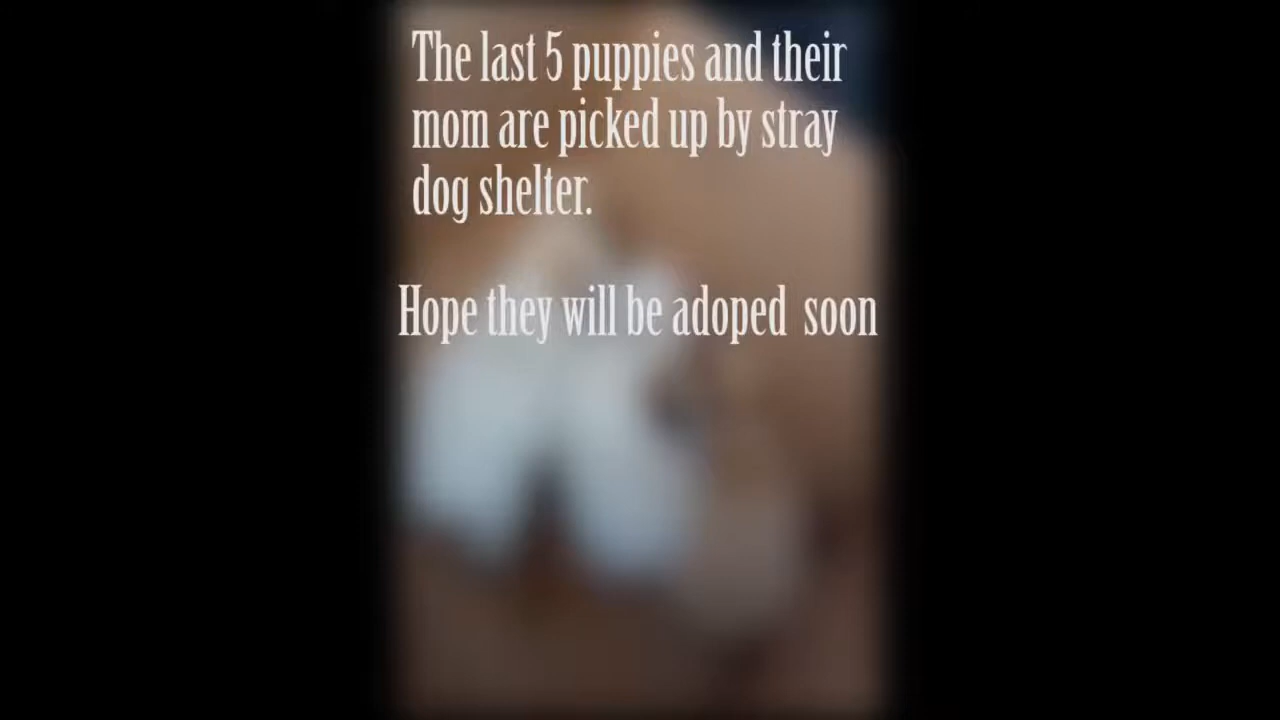 The last 5 puppies and their
mom are picked up by stray
dog shelter.
Hope they will be adoped soon